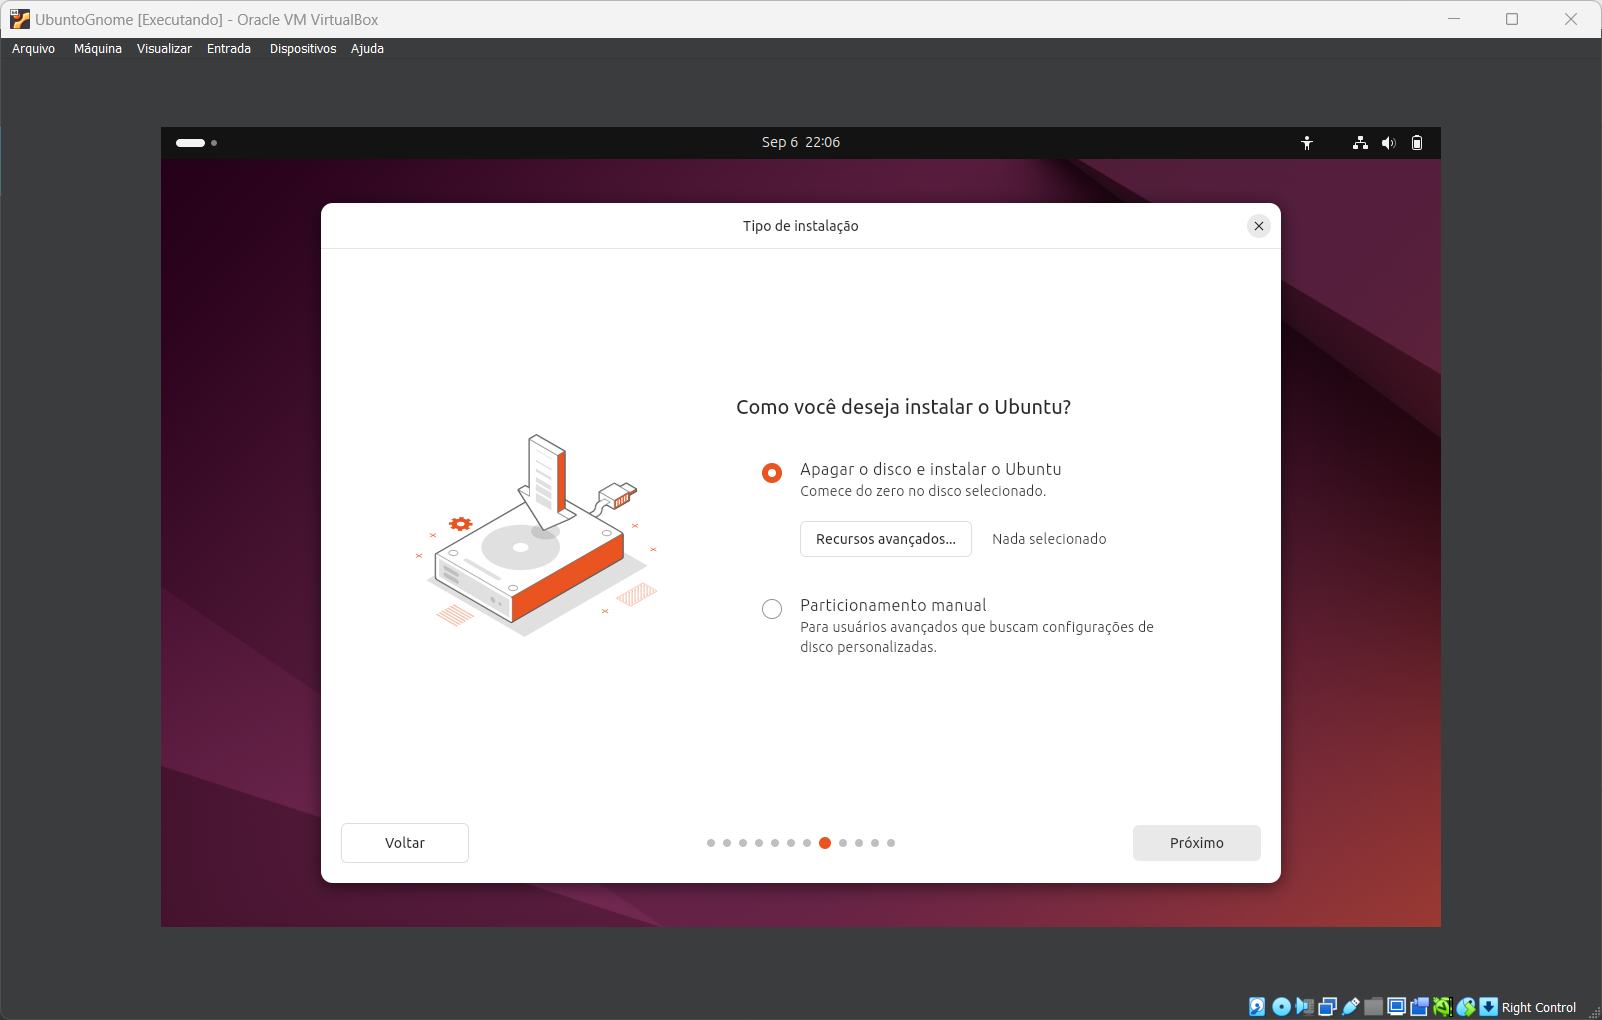 UbuntoGnome [Executando] - Oracle VM VirtualBox
Arquivo Máquina Visualizar Entrada Dispositivos Ajuda
Sep 6 22:06
Tipo de instalação
Como você deseja instalar o Ubuntu?
Apagar o disco e instalar o Ubuntu
Comece do zero no disco selecionado.
Recursos avançados... Nada selecionado
Particionamento manual
Para usuários avançados que buscam configurações de
disco personalizadas.
Voltar
Próximo
Right Control